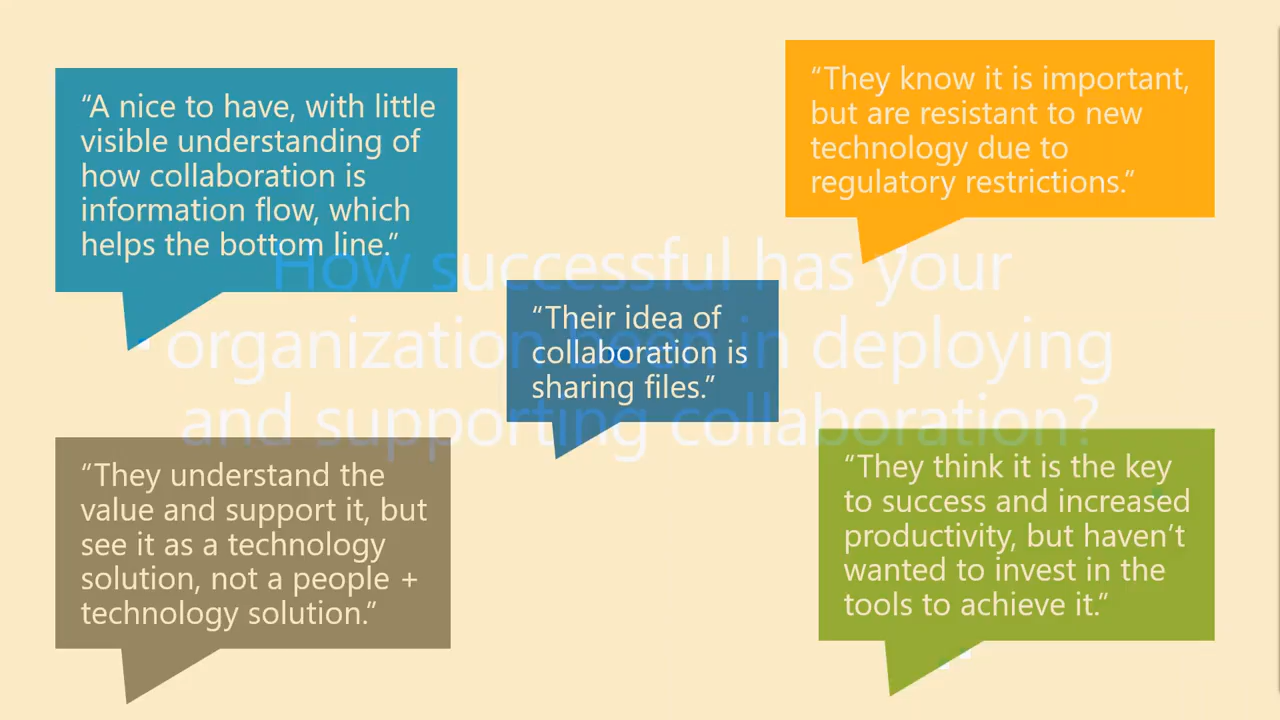 “A nice to have, with little
visible understanding of
how collaboration is
information flow, which
helps the bottom line.”
“They know it is important,
but are resistant to new
technology due to
regulatory restrictions.“
How successful has your
organization been in deploying
and supporting collaboration?
“Their idea of
collaboration is
sharing files.”
“They understand the
value and support it, but
see it as a technology
solution, not a people +
technology solution.”
“They think it is the key
to success and increased
productivity, but haven’t
wanted to invest in the
tools to achieve it.”